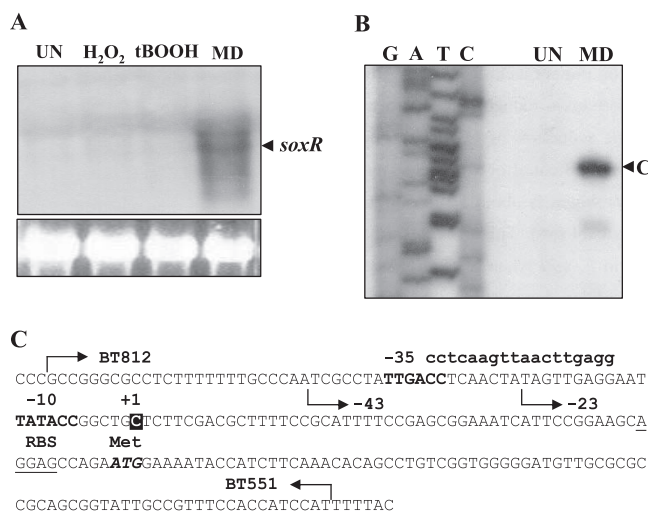 A
UN H₂O₂ tBOOH MD
soxR
B
G A T C UN MD
C
C
BT812 -35 cctcaagttaacttgagg
CCCGCCGGGCGCCTCTTTTTTTGCCCAATCGCCTATTGACCTCAACTATAGTTGAGGAAT
-10 +1 -43 -23
TATACCGGCTGCTCTTCGACGCTTTTCCGCATTTTCCGAGCGGAAATCATTCCGGAAGCA
RBS Met
GGAGCCAGAATGGAAAATACCATCTTCAAACACAGCCTGTCGGTGGGGGATGTTGCGCGC
BT551
CGCAGCGGTATTGCCGTTTCCACCATCCATTTTTAC